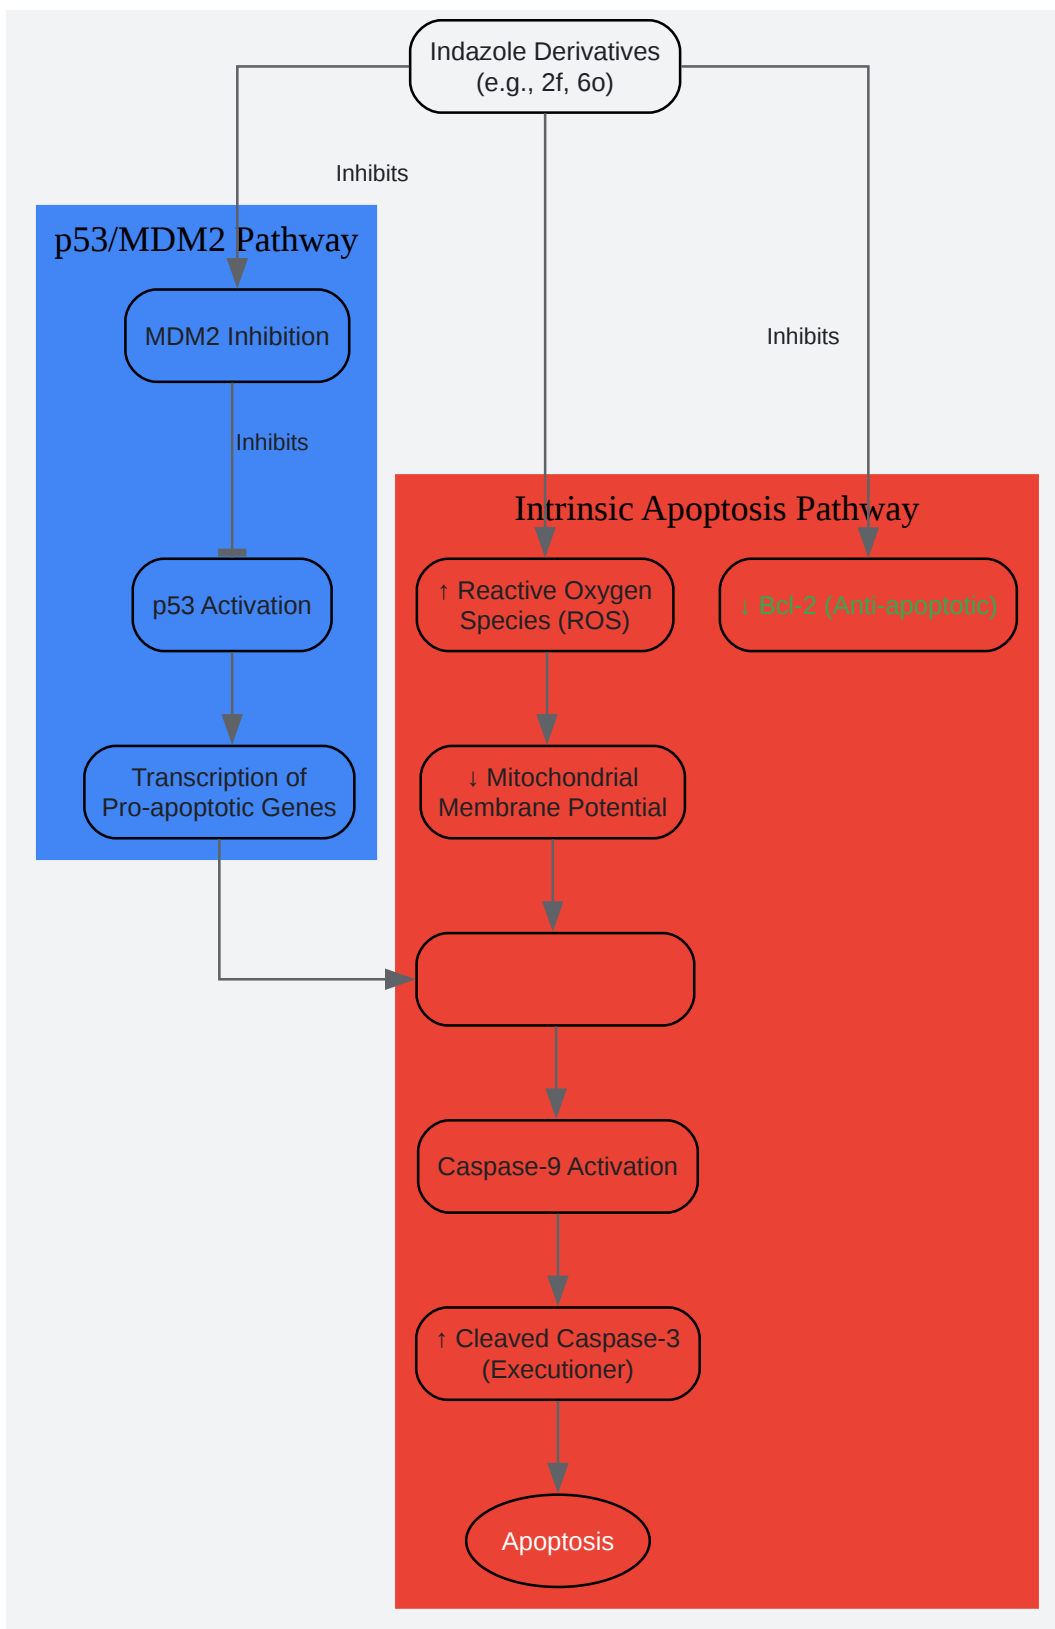 Indazole Derivatives
(e.g., 2f, 6o)
Inhibits
p53/MDM2 Pathway
MDM2 Inhibition
Inhibits
Inhibits
Intrinsic Apoptosis Pathway
p53 Activation
↑ Reactive Oxygen
Species (ROS)
↓ Bcl-2 (Anti-apoptotic)
Transcription of
Pro-apoptotic Genes
↓ Mitochondrial
Membrane Potential
Caspase-9 Activation
↑ Cleaved Caspase-3
(Executioner)
Apoptosis